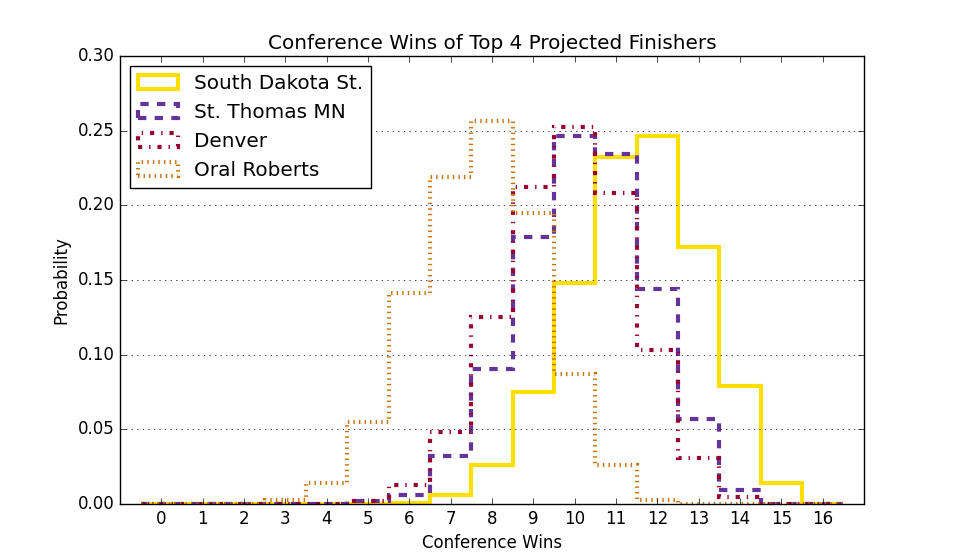 Conference Wins of Top 4 Projected Finishers
0.30
0.25
0.20
0.15
0.10
0.05
0.00
Probability
South Dakota St.
St. Thomas MN
Denver
Oral Roberts
0 1 2 3 4 5 6 7 8 9 10 11 12 13 14 15 16
Conference Wins